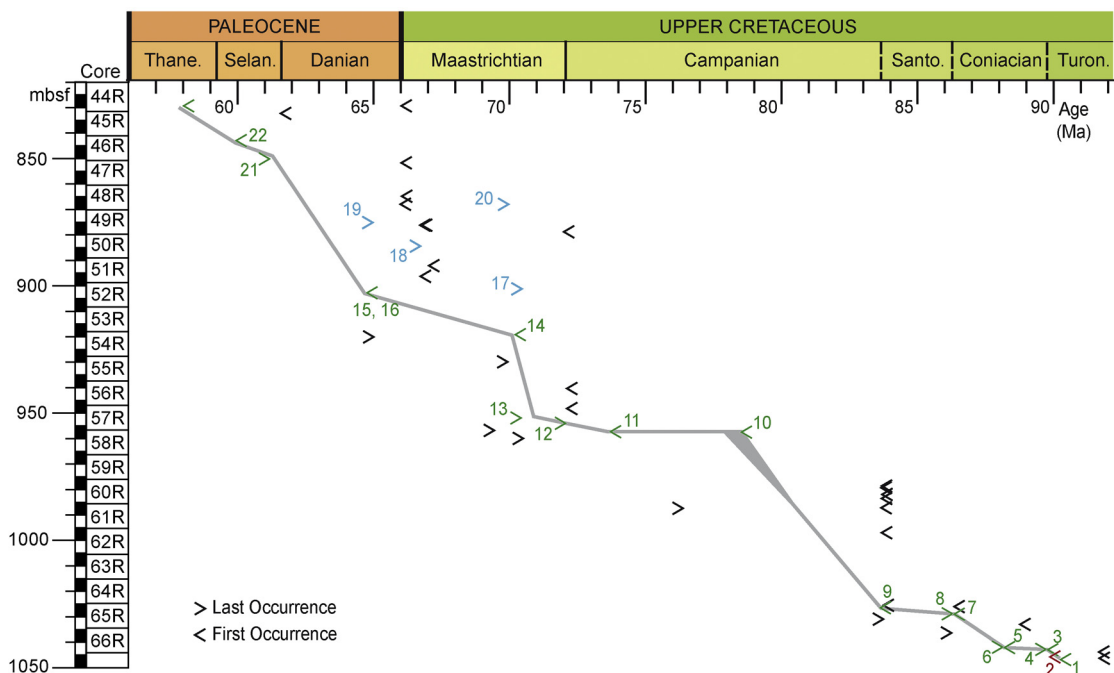 PALEOCENE UPPER CRETACEOUS
Thane. Selan. Danian Maastrichtian Campanian Santo. Coniacian Turon.
Core
mbsf 44R 60 65 70 75 80 85 90 Age
(Ma)
45R
22
46R
850 21
47R
48R 20
19
49R
50R 18
51R
17
900
52R
15, 16
53R
14
54R
55R
56R
950 13
57R 12 11 10
58R
59R
60R
61R
1000
62R
63R
64R
> Last Occurrence 9 8 7
65R
< First Occurrence 5 3
66R
6 4
1050 2 1